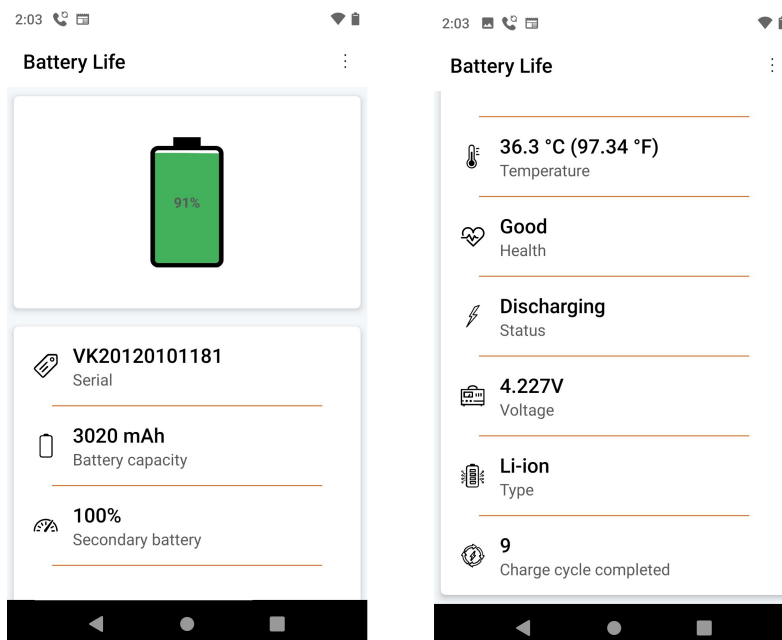 2:03
Battery Life
91%
VK20120101181
Serial
3020 mAh
Battery capacity
100%
Secondary battery
2:03
Battery Life
36.3 °C (97.34 °F)
Temperature
Good
Health
Discharging
Status
4.227V
Voltage
Li-ion
Type
9
Charge cycle completed